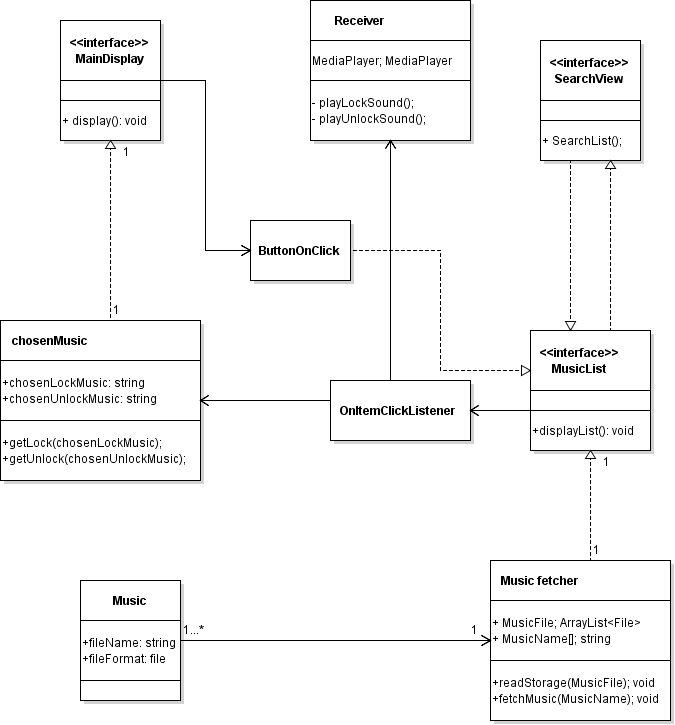 <<interface>>
MainDisplay
+ display(): void
1
Receiver
MediaPlayer; MediaPlayer
- playLockSound();
- playUnlockSound();
<<interface>>
SearchView
+ SearchList();
ButtonOnClick
1
chosenMusic
+chosenLockMusic: string
+chosenUnlockMusic: string
+getLock(chosenLockMusic);
+getUnlock(chosenUnlockMusic);
OnItemClickListener
<<interface>>
MusicList
+displayList(): void
1
1
Music
+fileName: string
+fileFormat: file
1...*
1
Music fetcher
+ MusicFile; ArrayList<File>
+ MusicName[]; string
+readStorage(MusicFile); void
+fetchMusic(MusicName); void